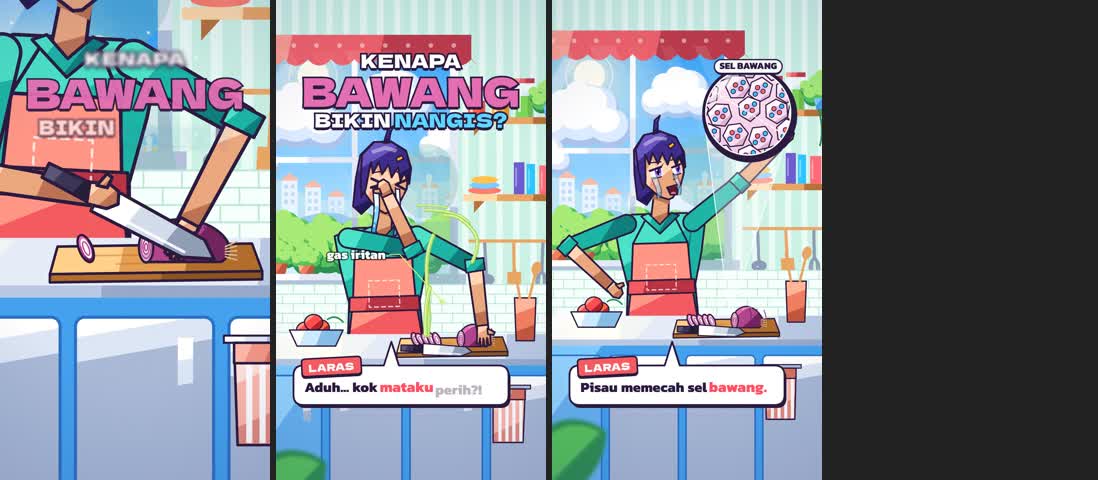 KENAPA
BAWANG
BIKIN
KENAPA
BAWANG
BIKIN NANGIS?
gas iritan
LARAS
Aduh... kok mataku perih?!
SEL BAWANG
LARAS
Pisau memecah sel bawang.